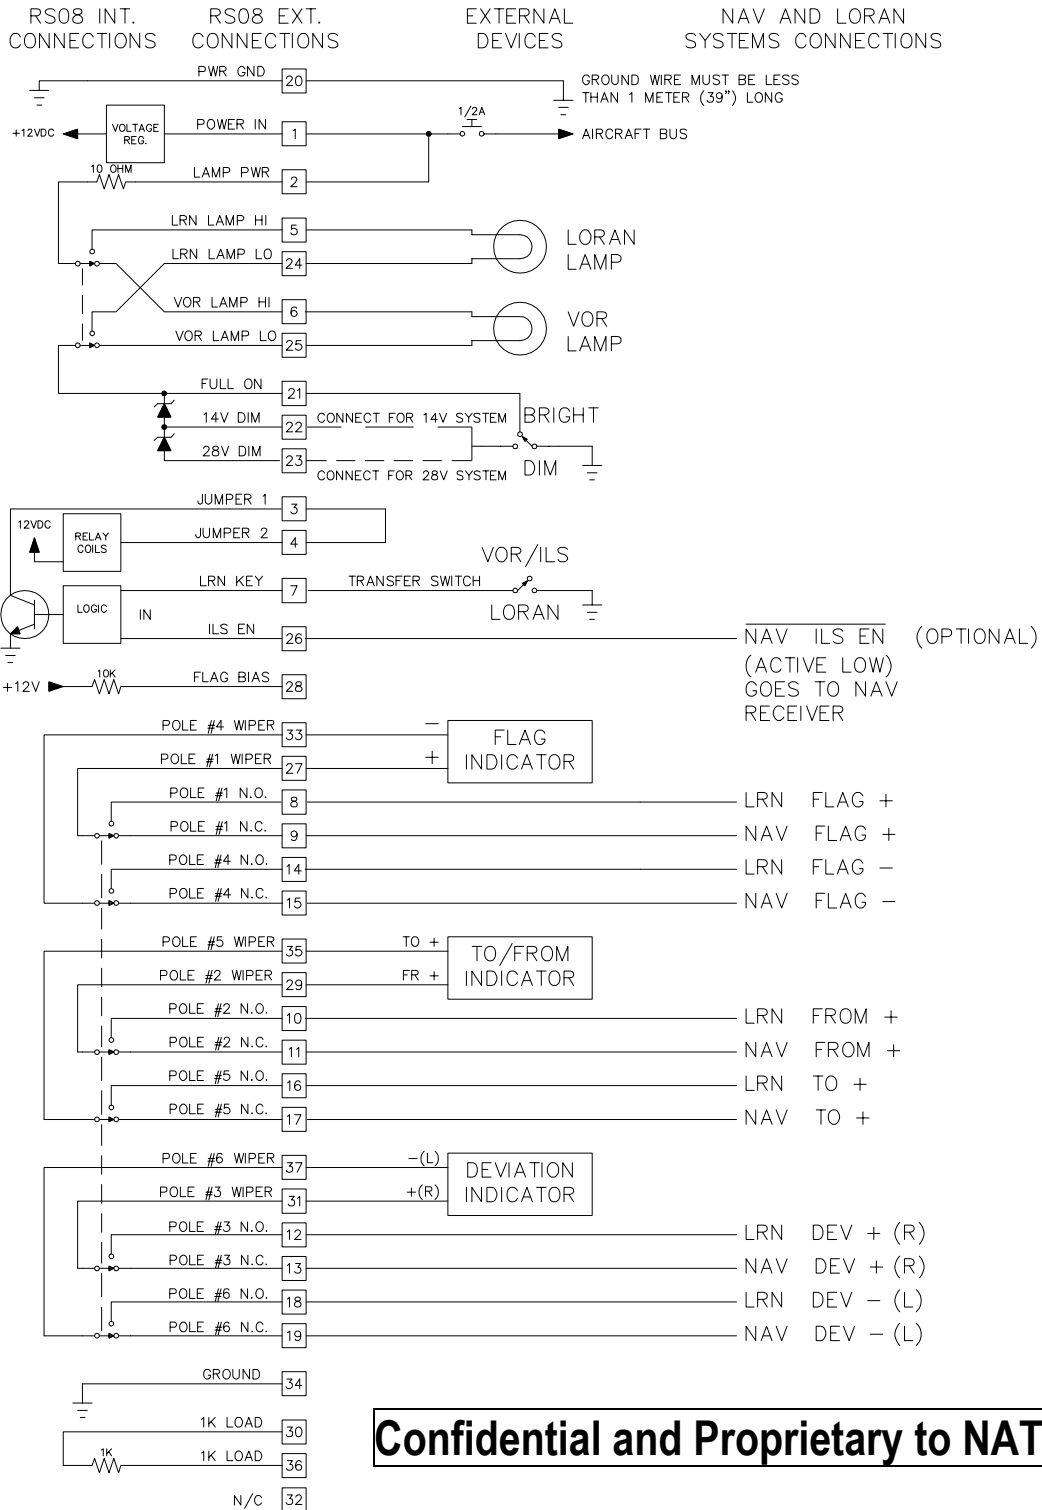 RS08 INT. CONNECTIONS
RS08 EXT. CONNECTIONS
EXTERNAL DEVICES
NAV AND LORAN SYSTEMS CONNECTIONS
PWR GND 20 GROUND WIRE MUST BE LESS
THAN 1 METER (39") LONG
+12VDC VOLTAGE REG. POWER IN 1 1/2A AIRCRAFT BUS
10 OHM LAMP PWR 2
LRN LAMP HI 5
LORAN LAMP
LRN LAMP LO 24
VOR LAMP HI 6
VOR LAMP
VOR LAMP LO 25
FULL ON 21
14V DIM 22 CONNECT FOR 14V SYSTEM BRIGHT
28V DIM 23 CONNECT FOR 28V SYSTEM DIM
JUMPER 1 3
12VDC RELAY COILS JUMPER 2 4
VOR/ILS
LRN KEY 7 TRANSFER SWITCH
LORAN
LOGIC IN
ILS EN 26 NAV ILS EN (OPTIONAL)
(ACTIVE LOW)
GOES TO NAV
RECEIVER
+12V 10K FLAG BIAS 28
POLE #4 WIPER 33 −
FLAG INDICATOR
POLE #1 WIPER 27 +
POLE #1 N.O. 8 LRN FLAG +
POLE #1 N.C. 9 NAV FLAG +
POLE #4 N.O. 14 LRN FLAG −
POLE #4 N.C. 15 NAV FLAG −
POLE #5 WIPER 35 TO +
TO/FROM INDICATOR
POLE #2 WIPER 29 FR +
POLE #2 N.O. 10 LRN FROM +
POLE #2 N.C. 11 NAV FROM +
POLE #5 N.O. 16 LRN TO +
POLE #5 N.C. 17 NAV TO +
POLE #6 WIPER 37 −(L)
DEVIATION INDICATOR
POLE #3 WIPER 31 +(R)
POLE #3 N.O. 12 LRN DEV + (R)
POLE #3 N.C. 13 NAV DEV + (R)
POLE #6 N.O. 18 LRN DEV − (L)
POLE #6 N.C. 19 NAV DEV − (L)
GROUND 34
1K LOAD 30
1K 1K LOAD 36
N/C 32
Confidential and Proprietary to NAT